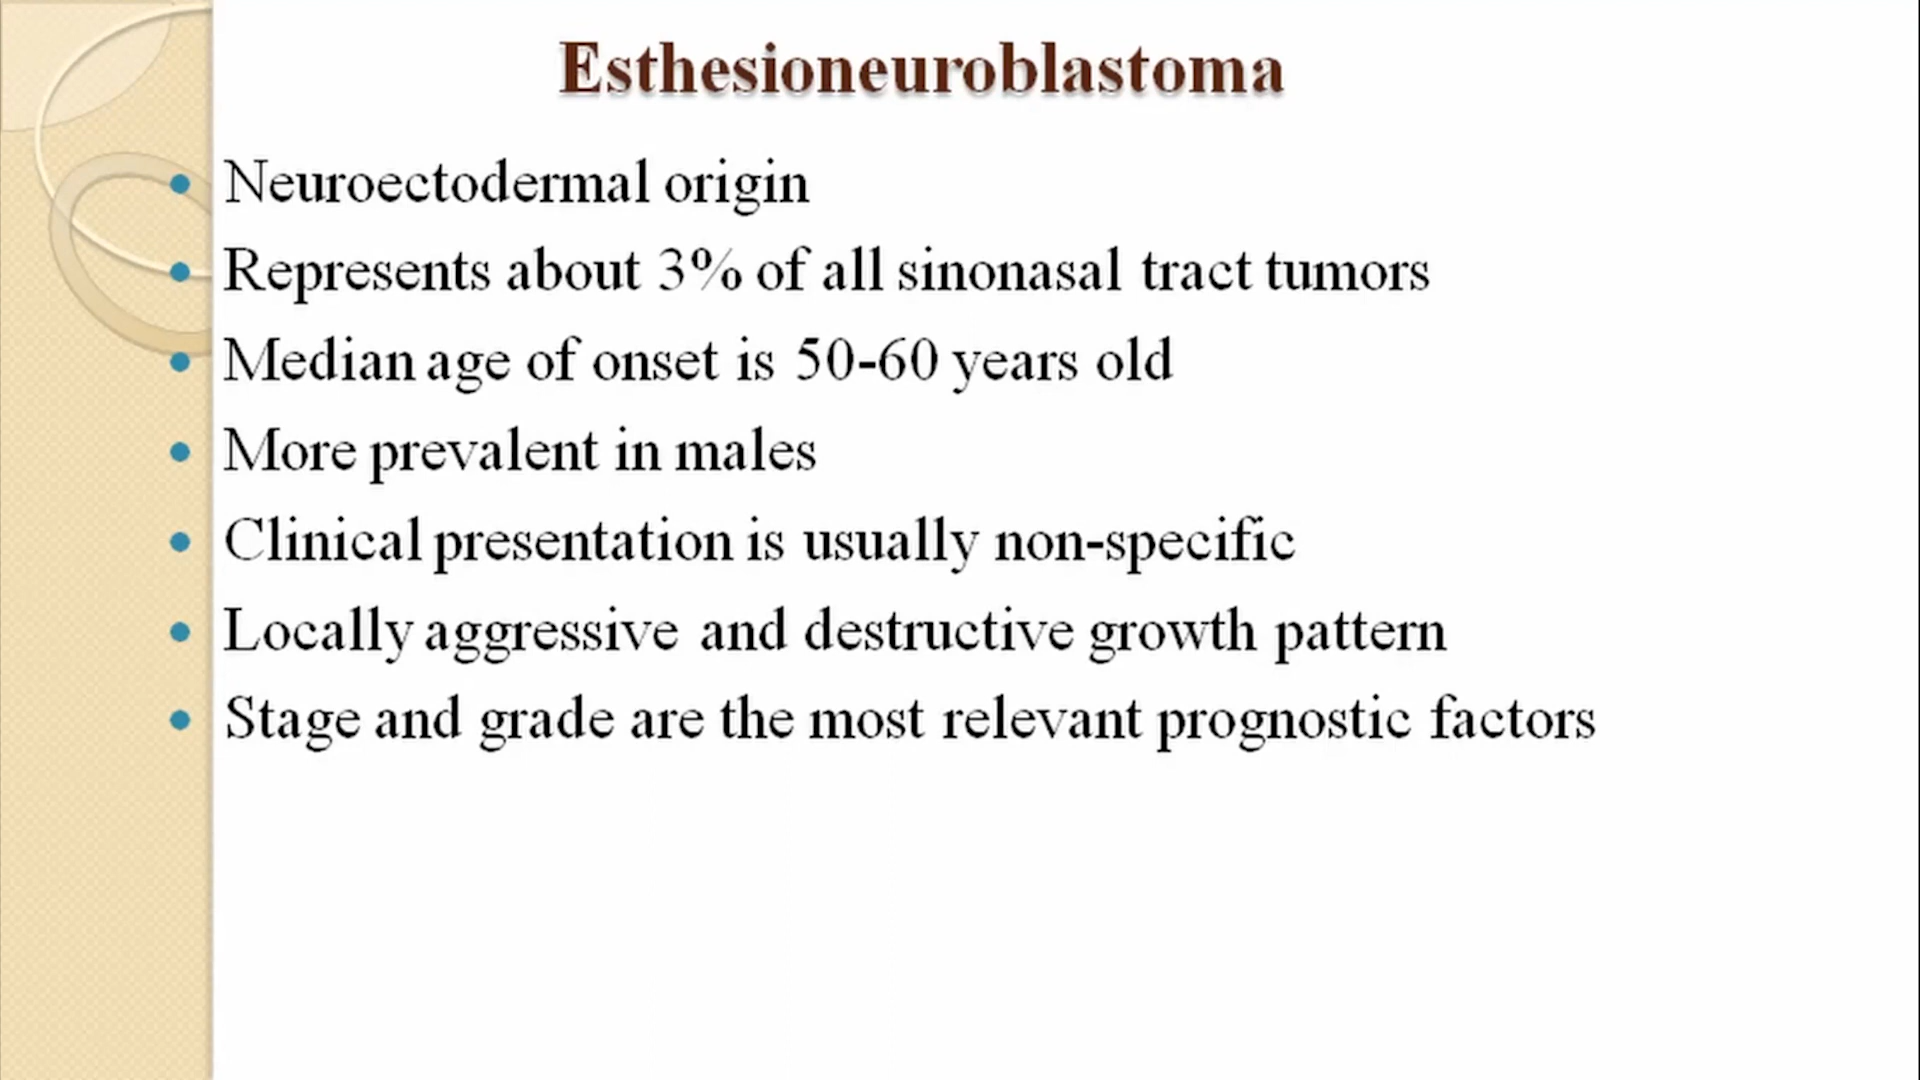 Esthesioneuroblastoma
• Neuroectodermal origin
• Represents about 3% of all sinonasal tract tumors
• Median age of onset is 50-60 years old
• More prevalent in males
• Clinical presentation is usually non-specific
• Locally aggressive and destructive growth pattern
• Stage and grade are the most relevant prognostic factors